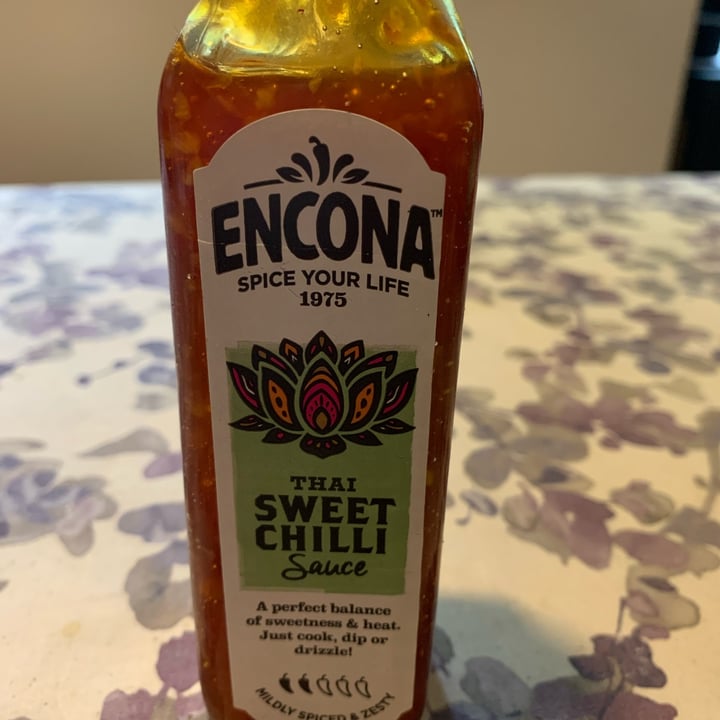 ENCONA™
SPICE YOUR LIFE
1975
THAI
SWEET
CHILLI
Sauce
A perfect balance
of sweetness & heat.
Just cook, dip or
drizzle!
MILDLY SPICED & ZESTY